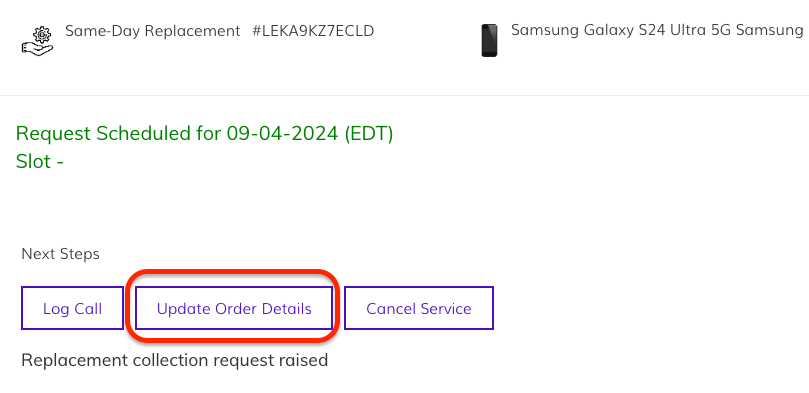 Same-Day Replacement #LEKA9KZ7ECLD
Samsung Galaxy S24 Ultra 5G Samsung
Request Scheduled for 09-04-2024 (EDT)
Slot -
Next Steps
Log Call
Update Order Details
Cancel Service
Replacement collection request raised